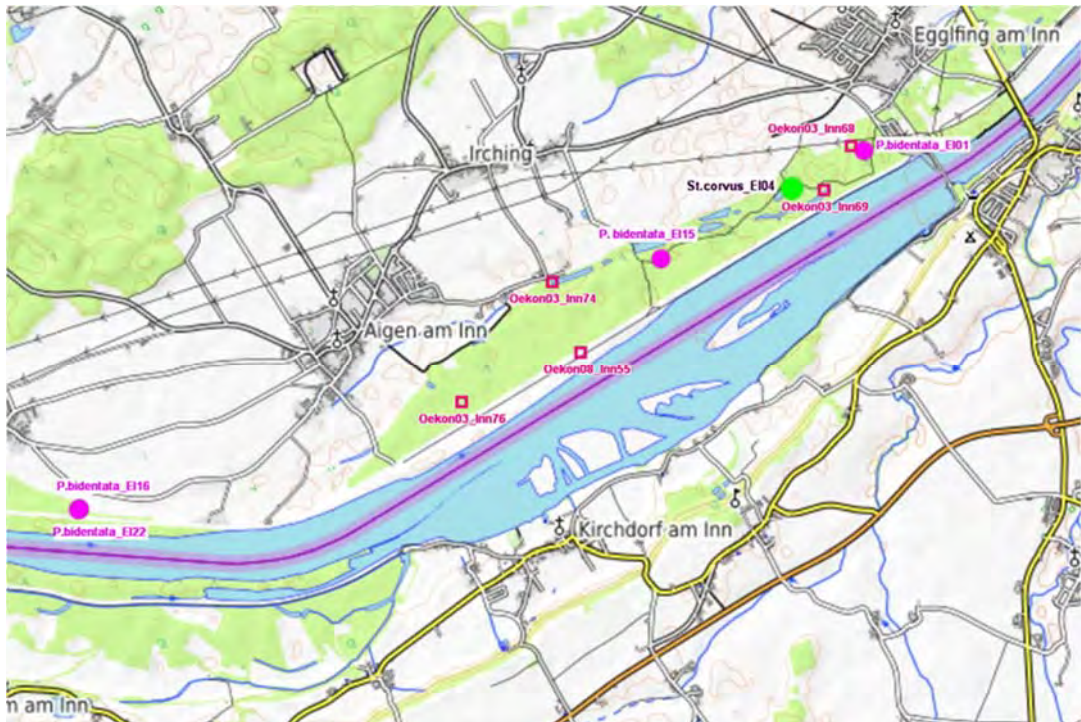 Egglfing am Inn
Oekon03_Inn68
P.bidentata_EI01
Irching
St.corvus_EI04
Oekon03_Inn69
P. bidentata_EI15
Oekon03_Inn74
Aigen am Inn
Oekon08_Inn55
Oekon03_Inn76
P.bidentata_EI16
P.bidentata_EI22
Kirchdorf am Inn
m am Inn